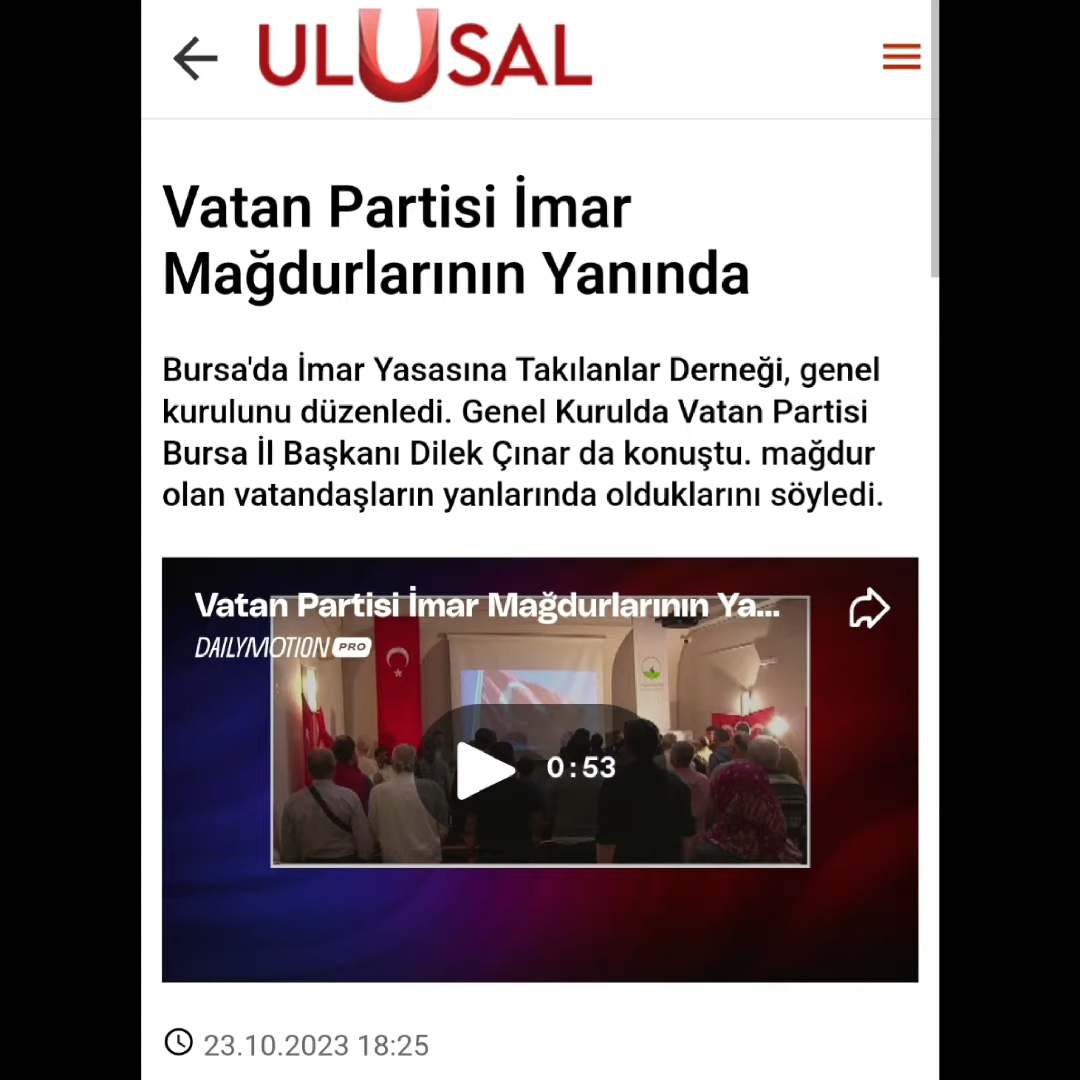 ULUSAL
Vatan Partisi İmar
Mağdurlarının Yanında
Bursa'da İmar Yasasına Takılanlar Derneği, genel
kurulunu düzenledi. Genel Kurulda Vatan Partisi
Bursa İl Başkanı Dilek Çınar da konuştu. mağdur
olan vatandaşların yanlarında olduklarını söyledi.
Vatan Partisi İmar Mağdurlarının Ya...
DAILYMOTION PRO
0:53
23.10.2023 18:25